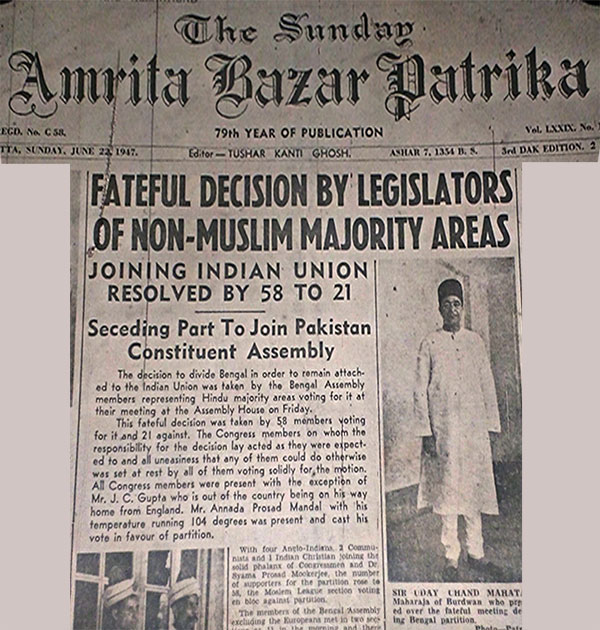 The Sunday
Amrita Bazar Patrika
EGD. No. C 58.
79th YEAR OF PUBLICATION
Vol. LXXIX. No.
TTA, SUNDAY, JUNE 22, 1947.
Editor — TUSHAR KANTI GHOSH.
ASHAR 7, 1354 B. S.
3rd DAK EDITION. 2
FATEFUL DECISION BY LEGISLATORS
OF NON-MUSLIM MAJORITY AREAS
JOINING INDIAN UNION
RESOLVED BY 58 TO 21
Seceding Part To Join Pakistan
Constituent Assembly
The decision to divide Bengal in order to remain attach-
ed to the Indian Union was taken by the Bengal Assembly
members representing Hindu majority areas voting for it at
their meeting at the Assembly House on Friday.
This fateful decision was taken by 58 members voting
for it and 21 against. The Congress members on whom the
responsibility for the decision lay acted as they were expect-
ed to and all uneasiness that any of them could do otherwise
was set at rest by all of them voting solidly for the motion.
All Congress members were present with the exception of
Mr. J. C. Gupta who is out of the country being on his way
home from England. Mr. Annada Prosad Mandal with his
temperature running 104 degrees was present and cast his
vote in favour of partition.
With four Anglo-Indians, 2 Commu-
nists and 1 Indian Christian joining the
solid phalanx of Congressmen and Dr.
Syama Prosad Mookerjee, the number
of supporters for the partition rose to
58, the Moslem League section voting
en bloc against partition.
The members of the Bengal Assembly
excluding the Europeans met in two sec-
in the morning and there
SIR UDAY CHAND MAHATA
Maharaja of Burdwan who pre
ed over the fateful meeting de
ing Bengal partition.